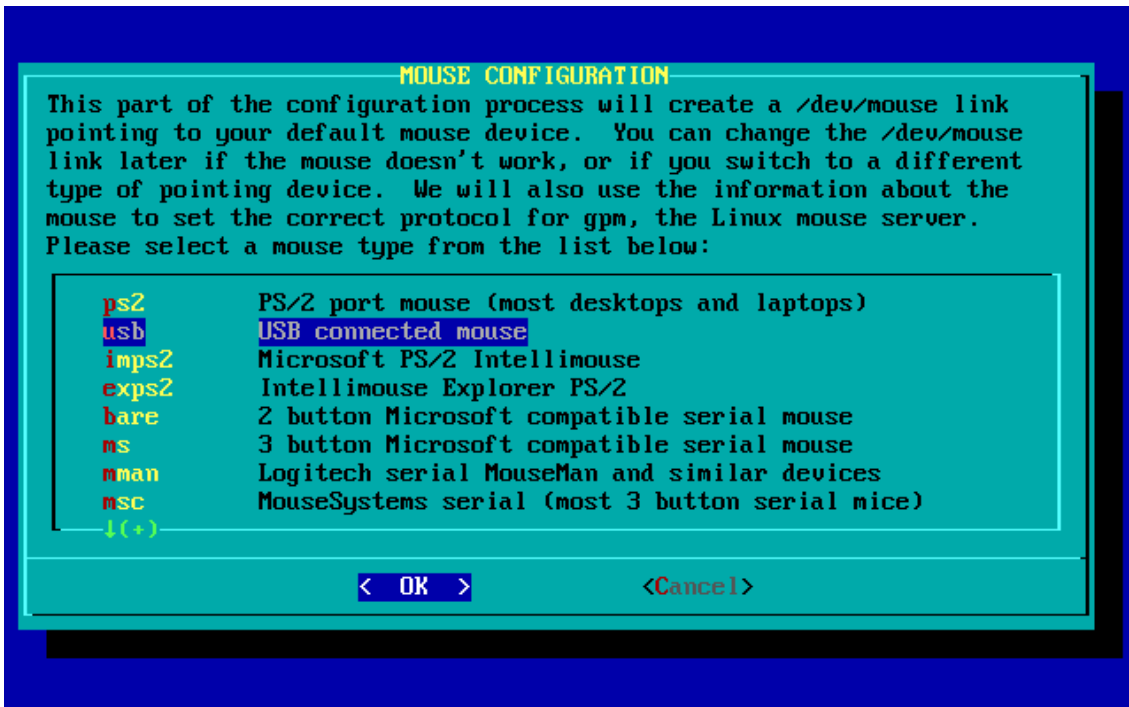 MOUSE CONFIGURATION
This part of the configuration process will create a /dev/mouse link
pointing to your default mouse device.  You can change the /dev/mouse
link later if the mouse doesn't work, or if you switch to a different
type of pointing device.  We will also use the information about the
mouse to set the correct protocol for gpm, the Linux mouse server.
Please select a mouse type from the list below:
ps2 PS/2 port mouse (most desktops and laptops)
usb USB connected mouse
imps2 Microsoft PS/2 Intellimouse
exps2 Intellimouse Explorer PS/2
bare 2 button Microsoft compatible serial mouse
ms 3 button Microsoft compatible serial mouse
mman Logitech serial MouseMan and similar devices
msc MouseSystems serial (most 3 button serial mice)
↓(+)
< OK > <Cancel>